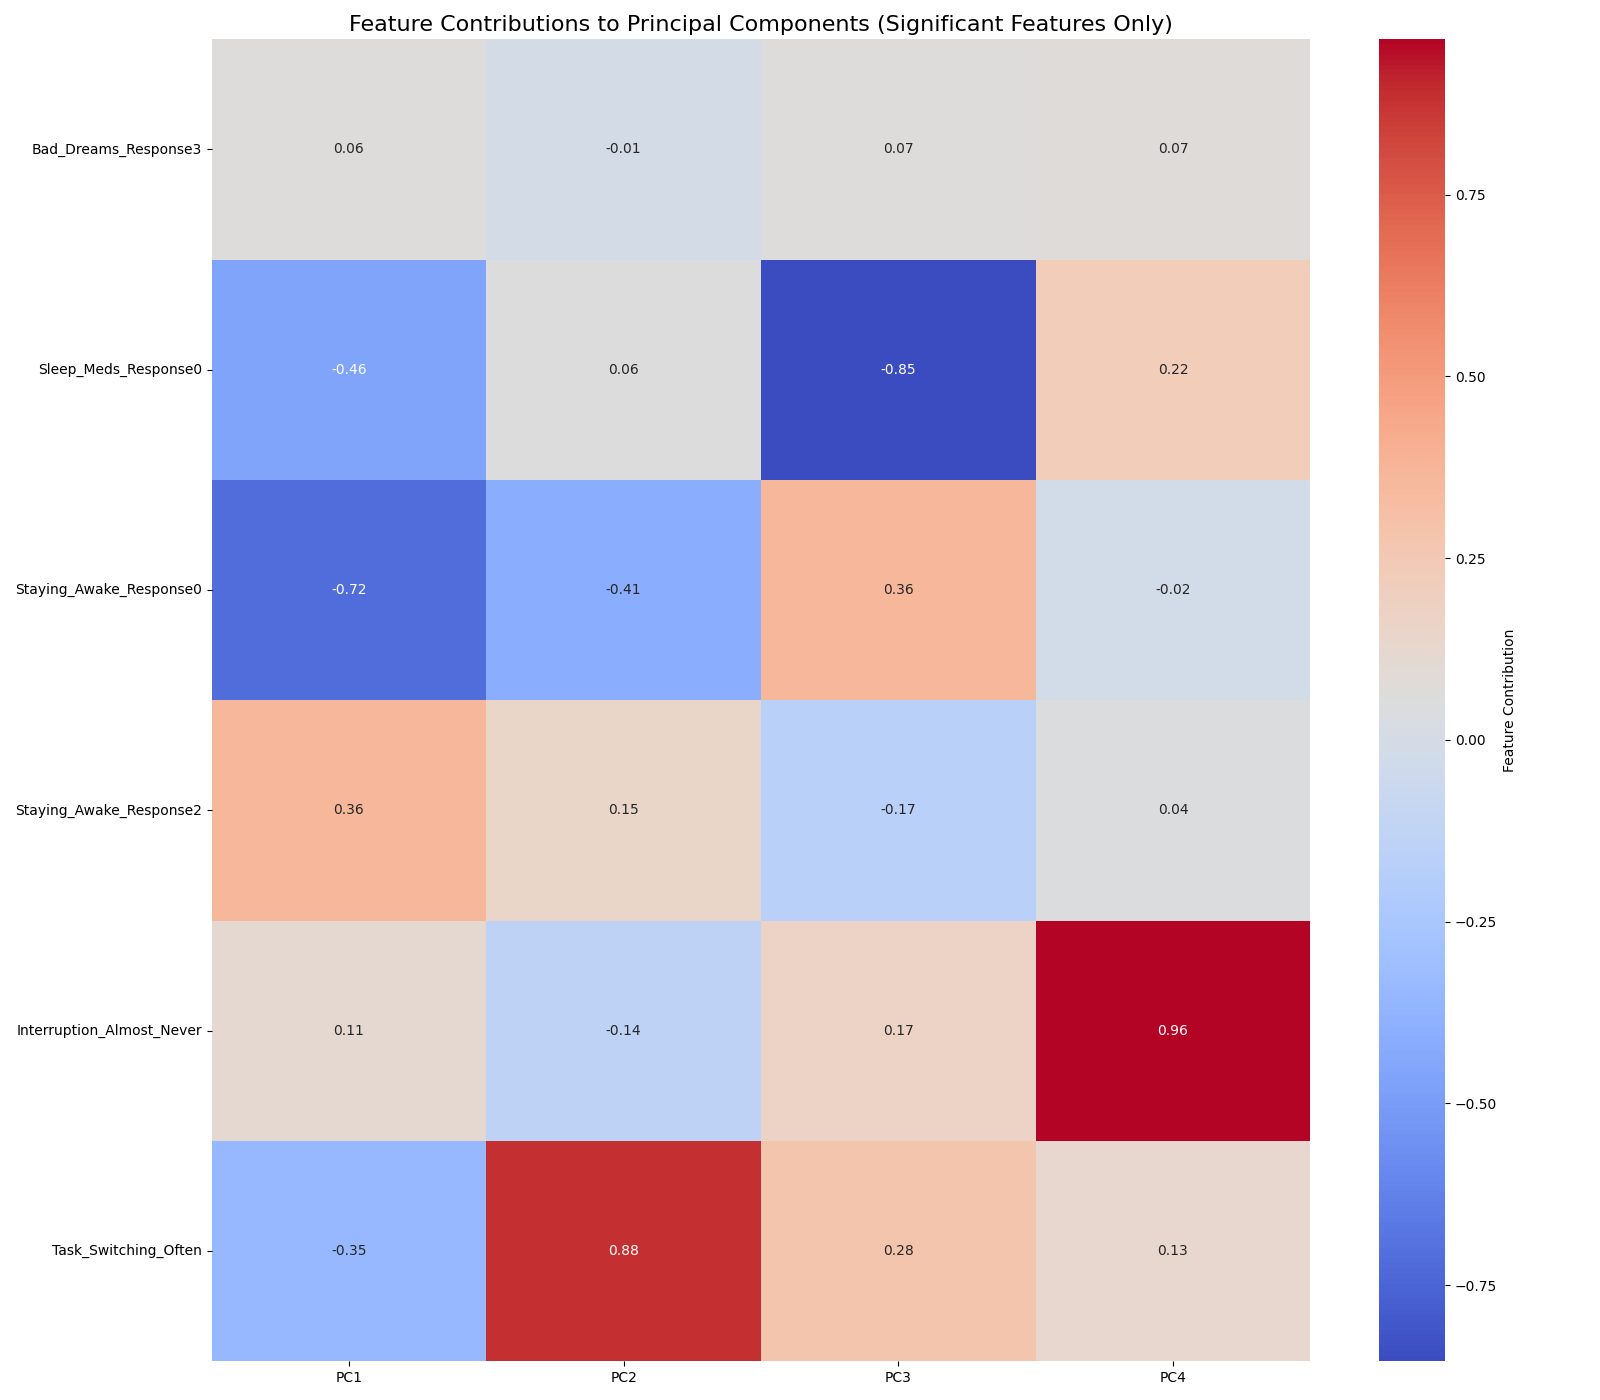 Feature Contributions to Principal Components (Significant Features Only)
Bad_Dreams_Response3 0.06 -0.01 0.07 0.07
Sleep_Meds_Response0 -0.46 0.06 -0.85 0.22
Staying_Awake_Response0 -0.72 -0.41 0.36 -0.02
Staying_Awake_Response2 0.36 0.15 -0.17 0.04
Interruption_Almost_Never 0.11 -0.14 0.17 0.96
Task_Switching_Often -0.35 0.88 0.28 0.13
PC1 PC2 PC3 PC4
0.75
0.50
0.25
0.00
−0.25
−0.50
−0.75
Feature Contribution